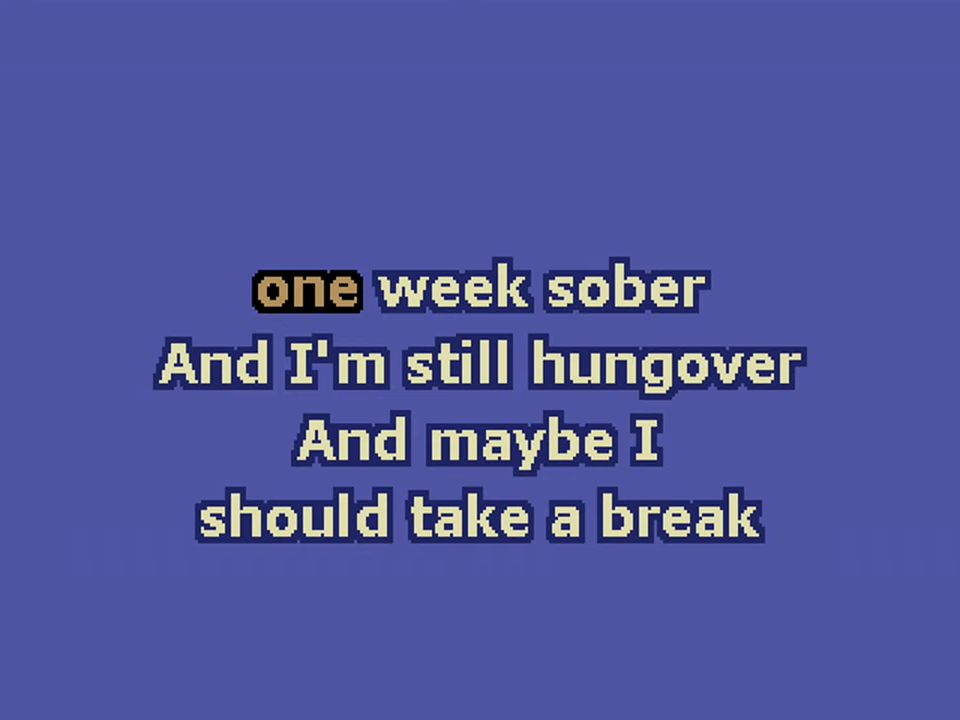 one week sober
And I'm still hungover
And maybe I
should take a break